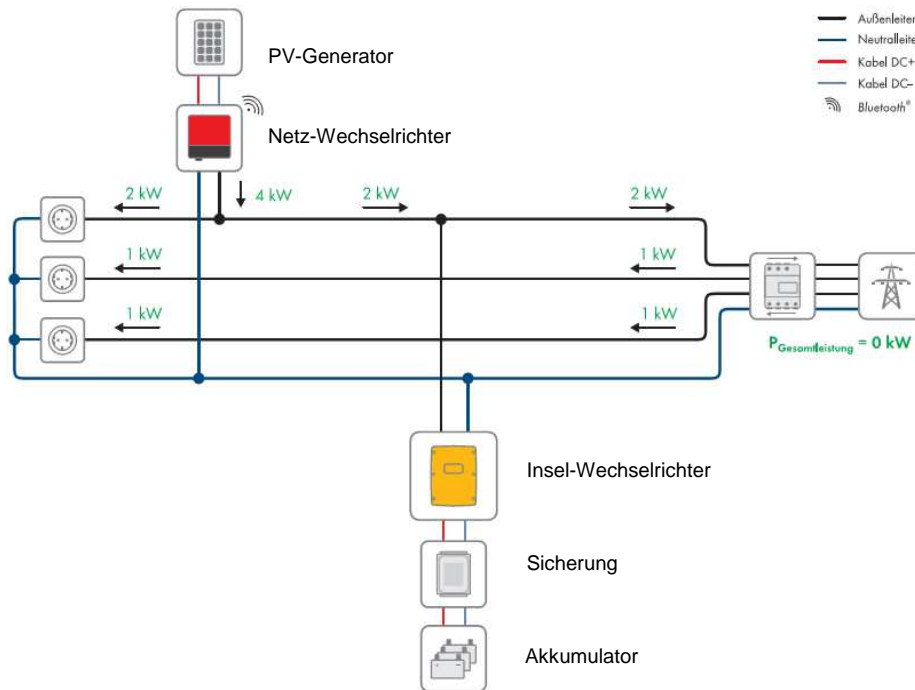 PV-Generator
Außenleiter
Neutralleite
Kabel DC+
Kabel DC–
Bluetooth®
Netz-Wechselrichter
2 kW
4 kW
2 kW
2 kW
1 kW
1 kW
1 kW
1 kW
PGesamtleistung = 0 kW
Insel-Wechselrichter
Sicherung
Akkumulator